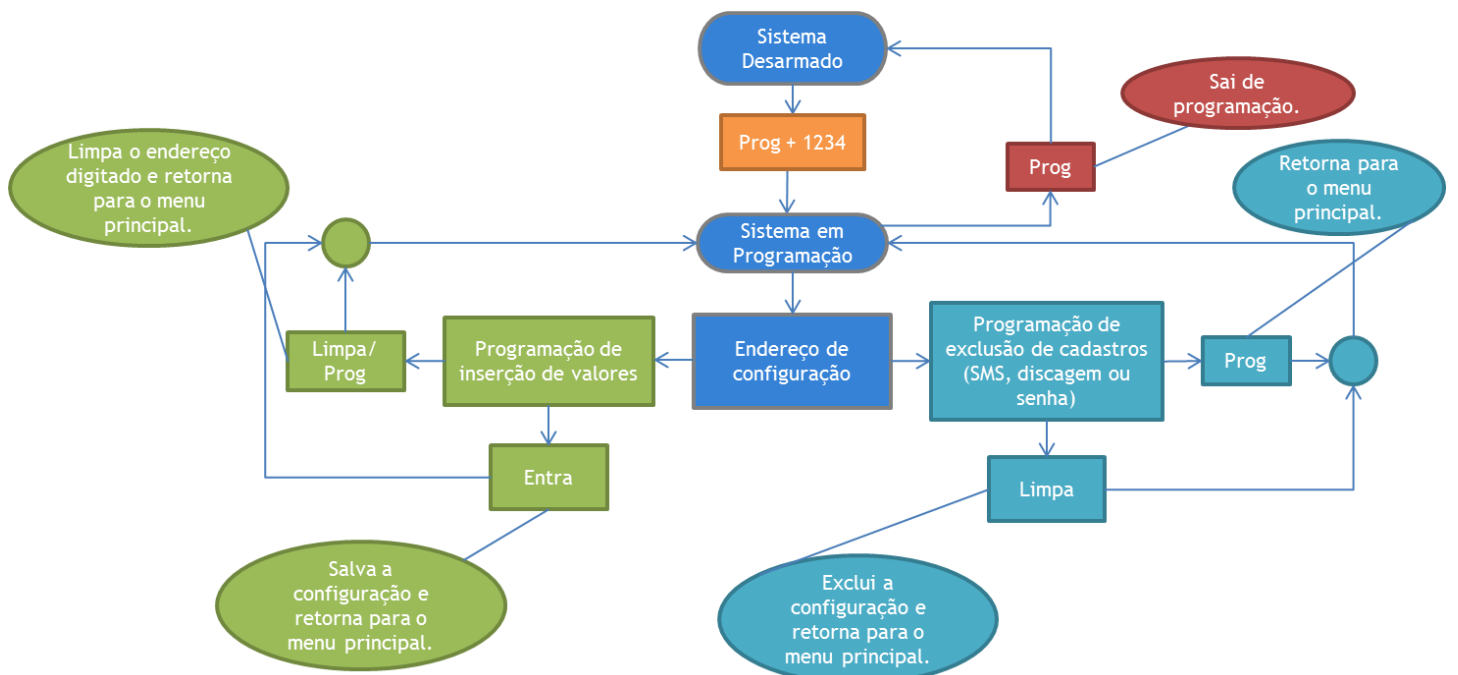 Sistema
Desarmado
Sai de
programação.
Prog + 1234
Prog
Limpa o endereço
digitado e retorna
para o menu
principal.
Retorna para
o menu
principal.
Sistema em
Programação
Limpa/
Prog
Programação de
inserção de valores
Endereço de
configuração
Programação de
exclusão de cadastros
(SMS, discagem ou
senha)
Prog
Entra
Limpa
Salva a
configuração e
retorna para o
menu principal.
Exclui a
configuração e
retorna para o
menu principal.